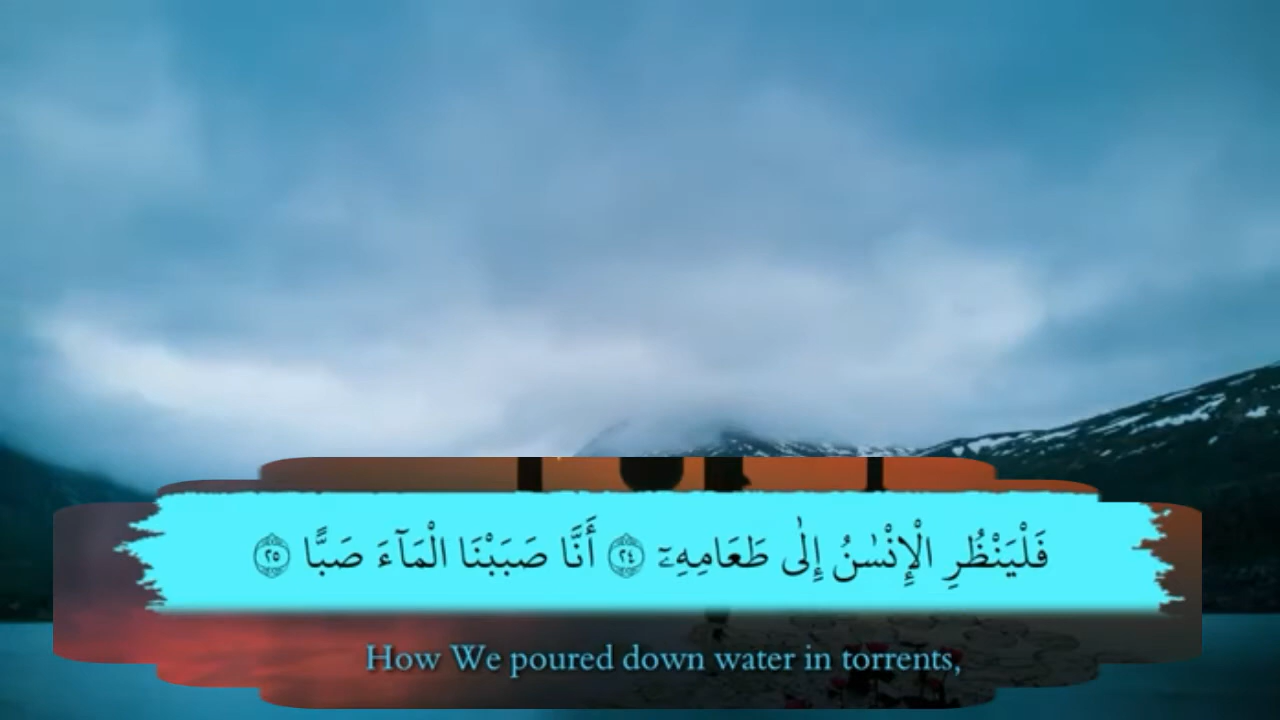 فَلْيَنْظُرِ الْإِنْسٰنُ إِلٰى طَعَامِهِۦٓ ۝٢٤ أَنَّا صَبَبْنَا الْمَآءَ صَبًّا ۝٢٥
How We poured down water in torrents,